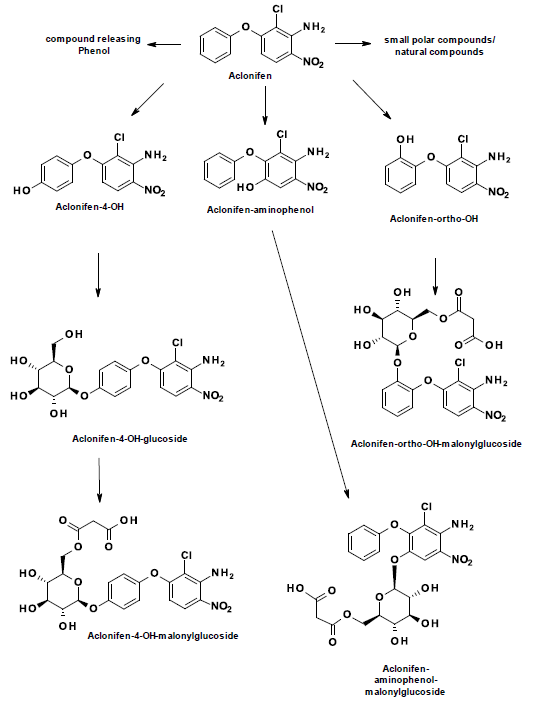 compound releasing
Phenol
Cl
O
NH2
NO2
Aclonifen
small polar compounds/
natural compounds
Cl
O
NH2
HO
NO2
Aclonifen-4-OH
Cl
O
NH2
HO
NO2
Aclonifen-aminophenol
OH
Cl
O
NH2
NO2
Aclonifen-ortho-OH
OH
HO
O
HO
O
OH
O
Cl
NH2
NO2
Aclonifen-4-OH-glucoside
OH
HO
O
O
HO
O
O
OH
O
O
Cl
NH2
NO2
Aclonifen-ortho-OH-malonylglucoside
O
OH
O
O
HO
O
HO
O
OH
O
Cl
NH2
NO2
Aclonifen-4-OH-malonylglucoside
Cl
O
NH2
O
NO2
HO
O
O
O
O
OH
OH
OH
Aclonifen-
aminophenol-
malonylglucoside